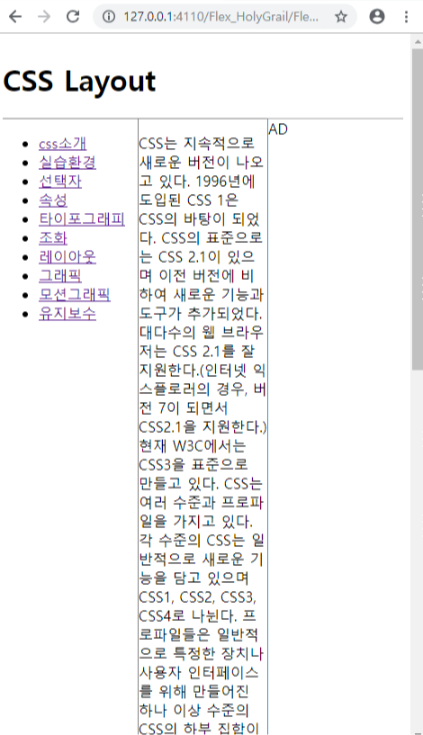 127.0.0.1:4110/Flex_HolyGrail/Fle...
CSS Layout
css소개
실습환경
선택자
속성
타이포그래피
조화
레이아웃
그래픽
모션그래픽
유지보수
CSS는 지속적으로
새로운 버전이 나오
고 있다. 1996년에
도입된 CSS 1은
CSS의 바탕이 되었
다. CSS의 표준으로
는 CSS 2.1이 있으
며 이전 버전에 비
하여 새로운 기능과
도구가 추가되었다.
대다수의 웹 브라우
저는 CSS 2.1를 잘
지원한다.(인터넷 익
스플로러의 경우, 버
전 7이 되면서
CSS2.1을 지원한다.)
현재 W3C에서는
CSS3을 표준으로
만들고 있다. CSS는
여러 수준과 프로파
일을 가지고 있다.
각 수준의 CSS는 일
반적으로 새로운 기
능을 담고 있으며
CSS1, CSS2, CSS3,
CSS4로 나뉜다. 프
로파일들은 일반적
으로 특정한 장치나
사용자 인터페이스
를 위해 만들어진
하나 이상 수준의
CSS의 하부 집합이
AD